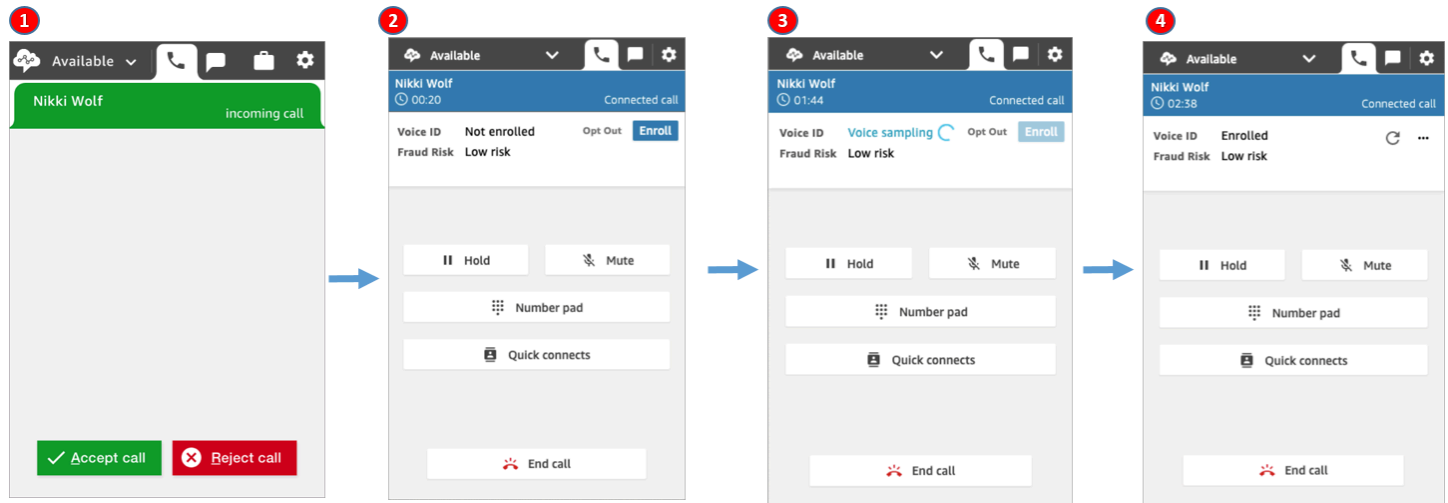 1
Available
Nikki Wolf
incoming call
Accept call Reject call
2
Available
Nikki Wolf
00:20 Connected call
Voice ID Not enrolled Opt Out Enroll
Fraud Risk Low risk
Hold Mute
Number pad
Quick connects
End call
3
Available
Nikki Wolf
01:44 Connected call
Voice ID Voice sampling Opt Out Enroll
Fraud Risk Low risk
Hold Mute
Number pad
Quick connects
End call
4
Available
Nikki Wolf
02:38 Connected call
Voice ID Enrolled
Fraud Risk Low risk
Hold Mute
Number pad
Quick connects
End call